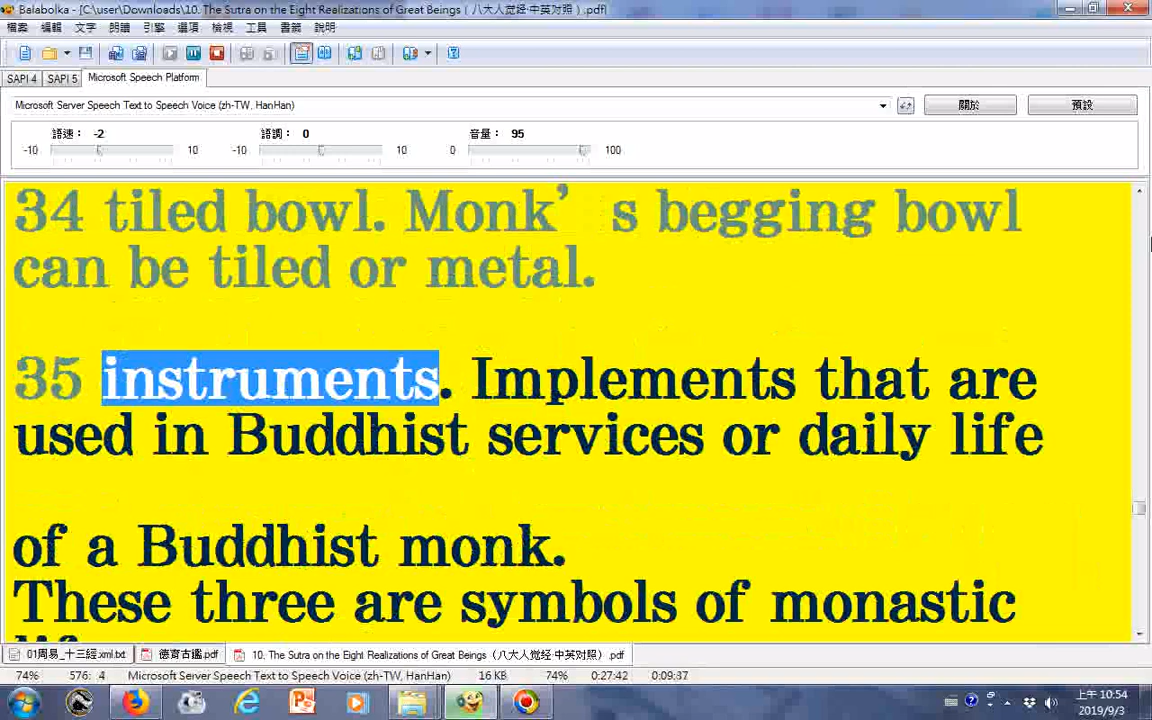 Balabolka - [C:\user\Downloads\10. The Sutra on the Eight Realizations of Great Beings（八大人觉经·中英对照）.pdf]
檔案 編輯 文字 朗讀 引擎 選項 檢視 工具 書籤 說明
SAPI 4 SAPI 5 Microsoft Speech Platform
Microsoft Server Speech Text to Speech Voice (zh-TW, HanHan) 關於 預設
語速： -2 語調： 0 音量： 95
-10 10 -10 10 0 100
34 tiled bowl. Monk’s begging bowl
can be tiled or metal.
35 instruments. Implements that are
used in Buddhist services or daily life
of a Buddhist monk.
These three are symbols of monastic
01周易_十三經.xml.txt 德育古鑑.pdf 10. The Sutra on the Eight Realizations of Great Beings（八大人觉经·中英对照）.pdf
74% 576: 4 Microsoft Server Speech Text to Speech Voice (zh-TW, HanHan) 16 KB 74% 0:27:42 0:09:37
上午 10:54
2019/9/3